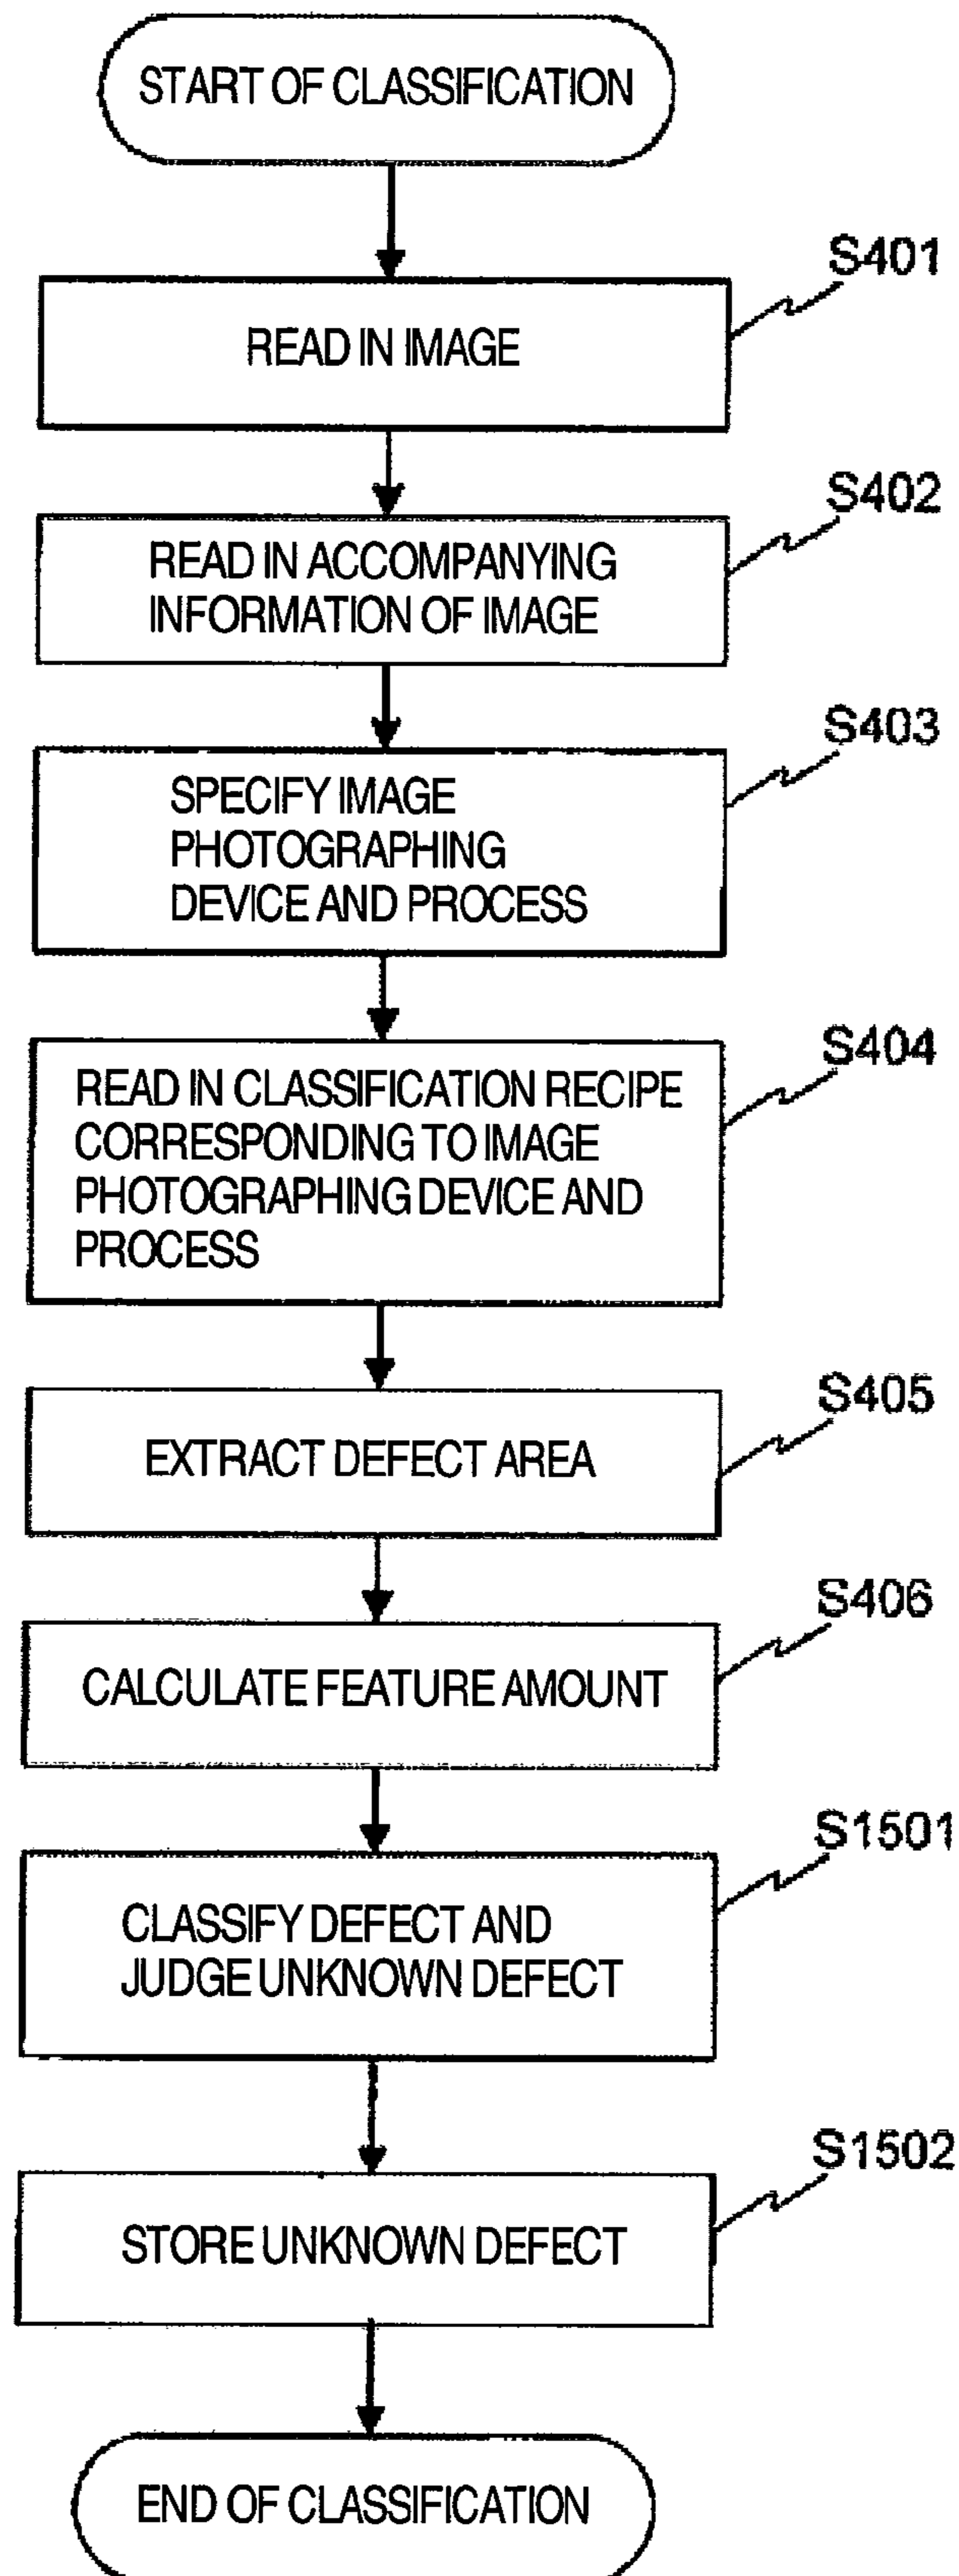 START OF CLASSIFICATION
S401
READ IN IMAGE
S402
READ IN ACCOMPANYING
INFORMATION OF IMAGE
S403
SPECIFY IMAGE
PHOTOGRAPHING
DEVICE AND PROCESS
S404
READ IN CLASSIFICATION RECIPE
CORRESPONDING TO IMAGE
PHOTOGRAPHING DEVICE AND
PROCESS
S405
EXTRACT DEFECT AREA
S406
CALCULATE FEATURE AMOUNT
S1501
CLASSIFY DEFECT AND
JUDGE UNKNOWN DEFECT
S1502
STORE UNKNOWN DEFECT
END OF CLASSIFICATION